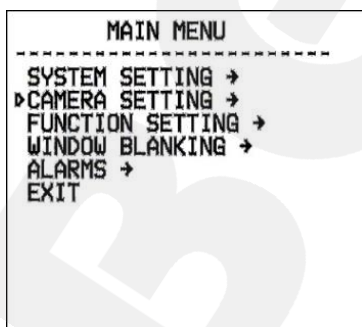 MAIN MENU
SYSTEM SETTING →
▷CAMERA SETTING →
FUNCTION SETTING →
WINDOW BLANKING →
ALARMS →
EXIT